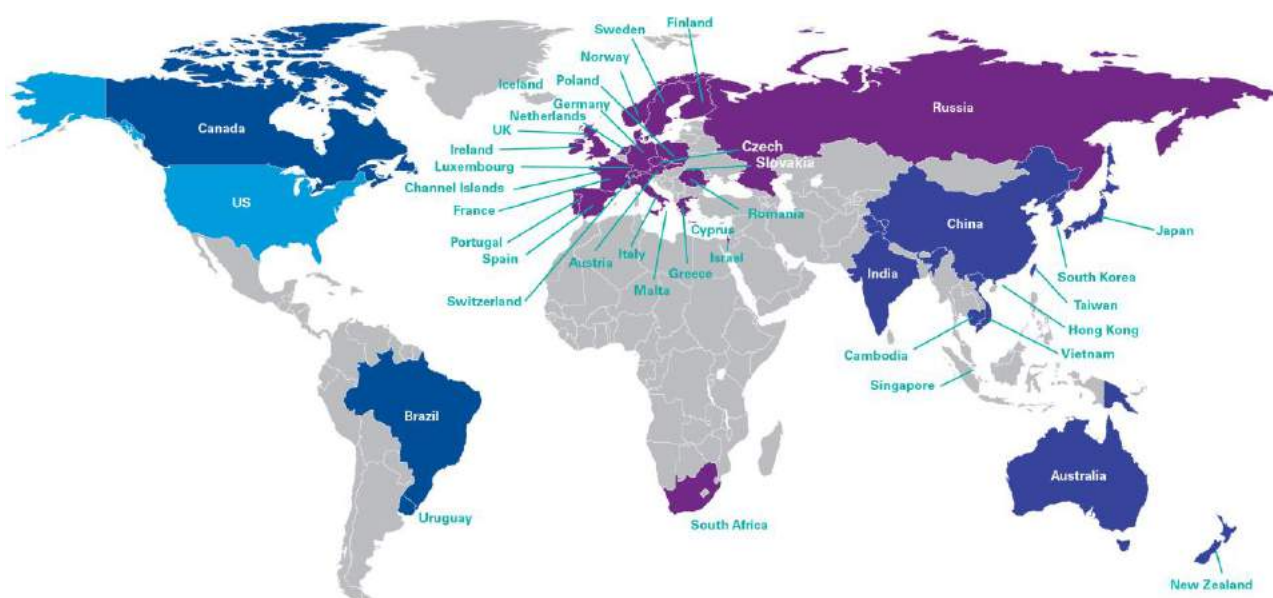 Finland
Sweden
Norway
Iceland
Poland
Germany
Netherlands
UK
Ireland
Luxembourg
Channel Islands
France
Portugal
Spain
Switzerland
Austria
Italy
Malta
Greece
Cyprus
Israel
Romania
Czech
Slovakia
Russia
Canada
US
Brazil
Uruguay
South Africa
China
India
Japan
South Korea
Taiwan
Hong Kong
Vietnam
Cambodia
Singapore
Australia
New Zealand